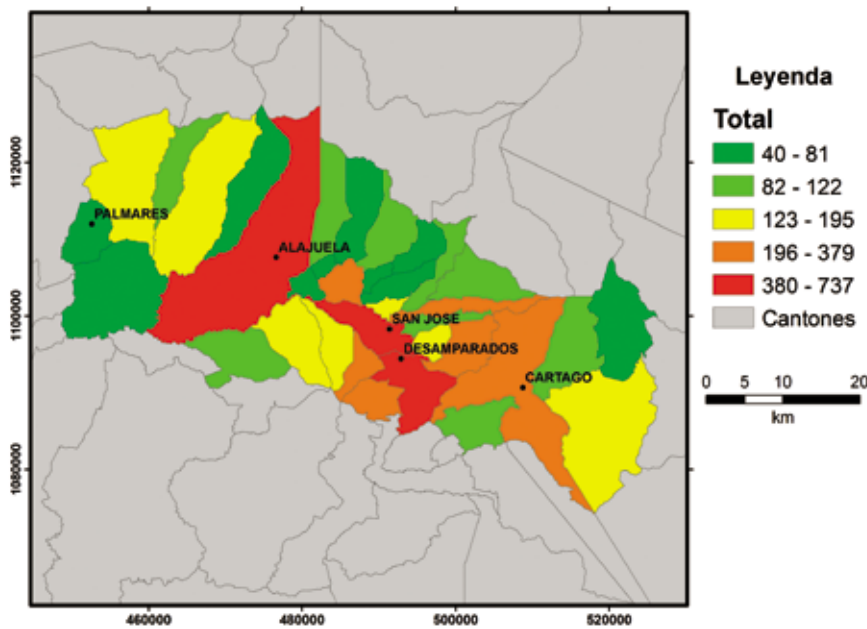 1120000
1100000
1080000
460000
480000
500000
520000
PALMARES
ALAJUELA
SAN JOSE
DESAMPARADOS
CARTAGO
Leyenda
Total
40 - 81
82 - 122
123 - 195
196 - 379
380 - 737
Cantones
0 5 10 20
km